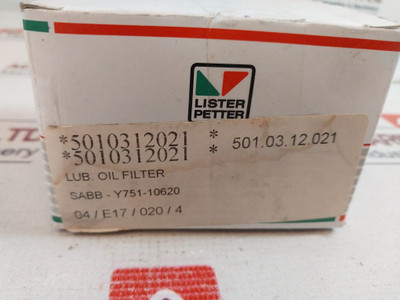 LISTER
PETTER
*5010312021 *
*5010312021 *
501.03.12.021
LUB. OIL FILTER
SABB - Y751-10620
04 / E17 / 020 / 4